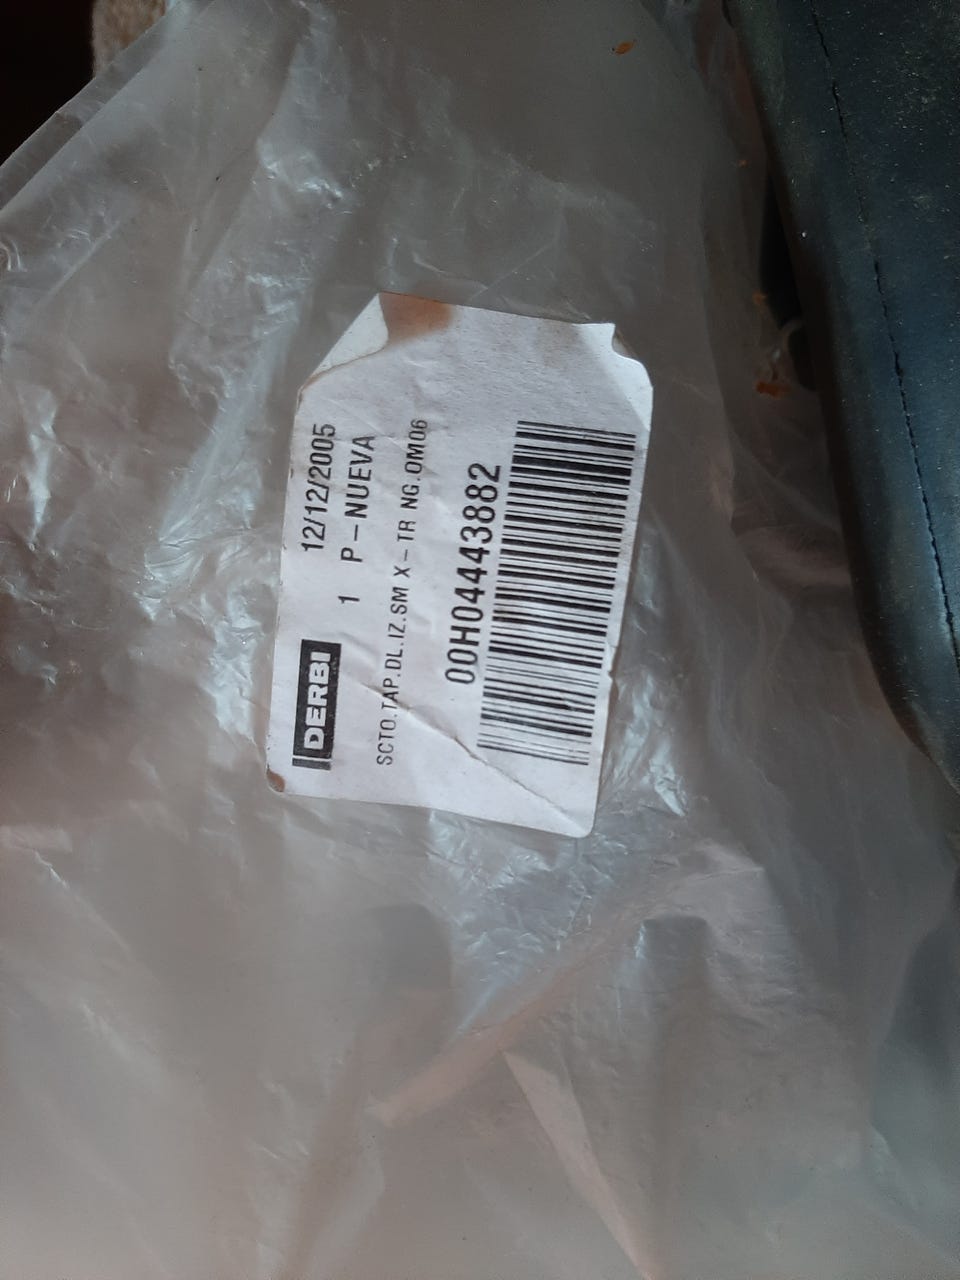 DERBI 12/12/2005
1 P-NUEVA
SCTO.TAP.DL.IZ.SM X-TR NG.OM06
00H04443882